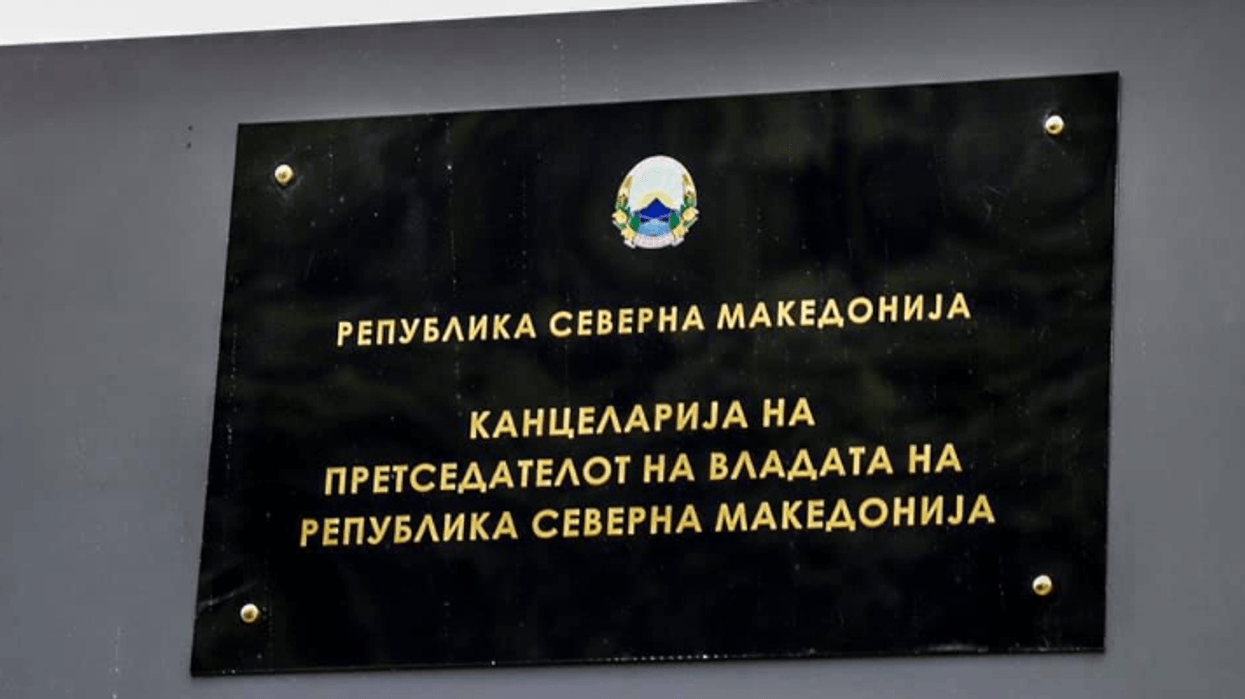 РЕПУБЛИКА СЕВЕРНА МАКЕДОНИЈА
КАНЦЕЛАРИЈА НА
ПРЕТСЕДАТЕЛОТ НА ВЛАДАТА НА
РЕПУБЛИКА СЕВЕРНА МАКЕДОНИЈА